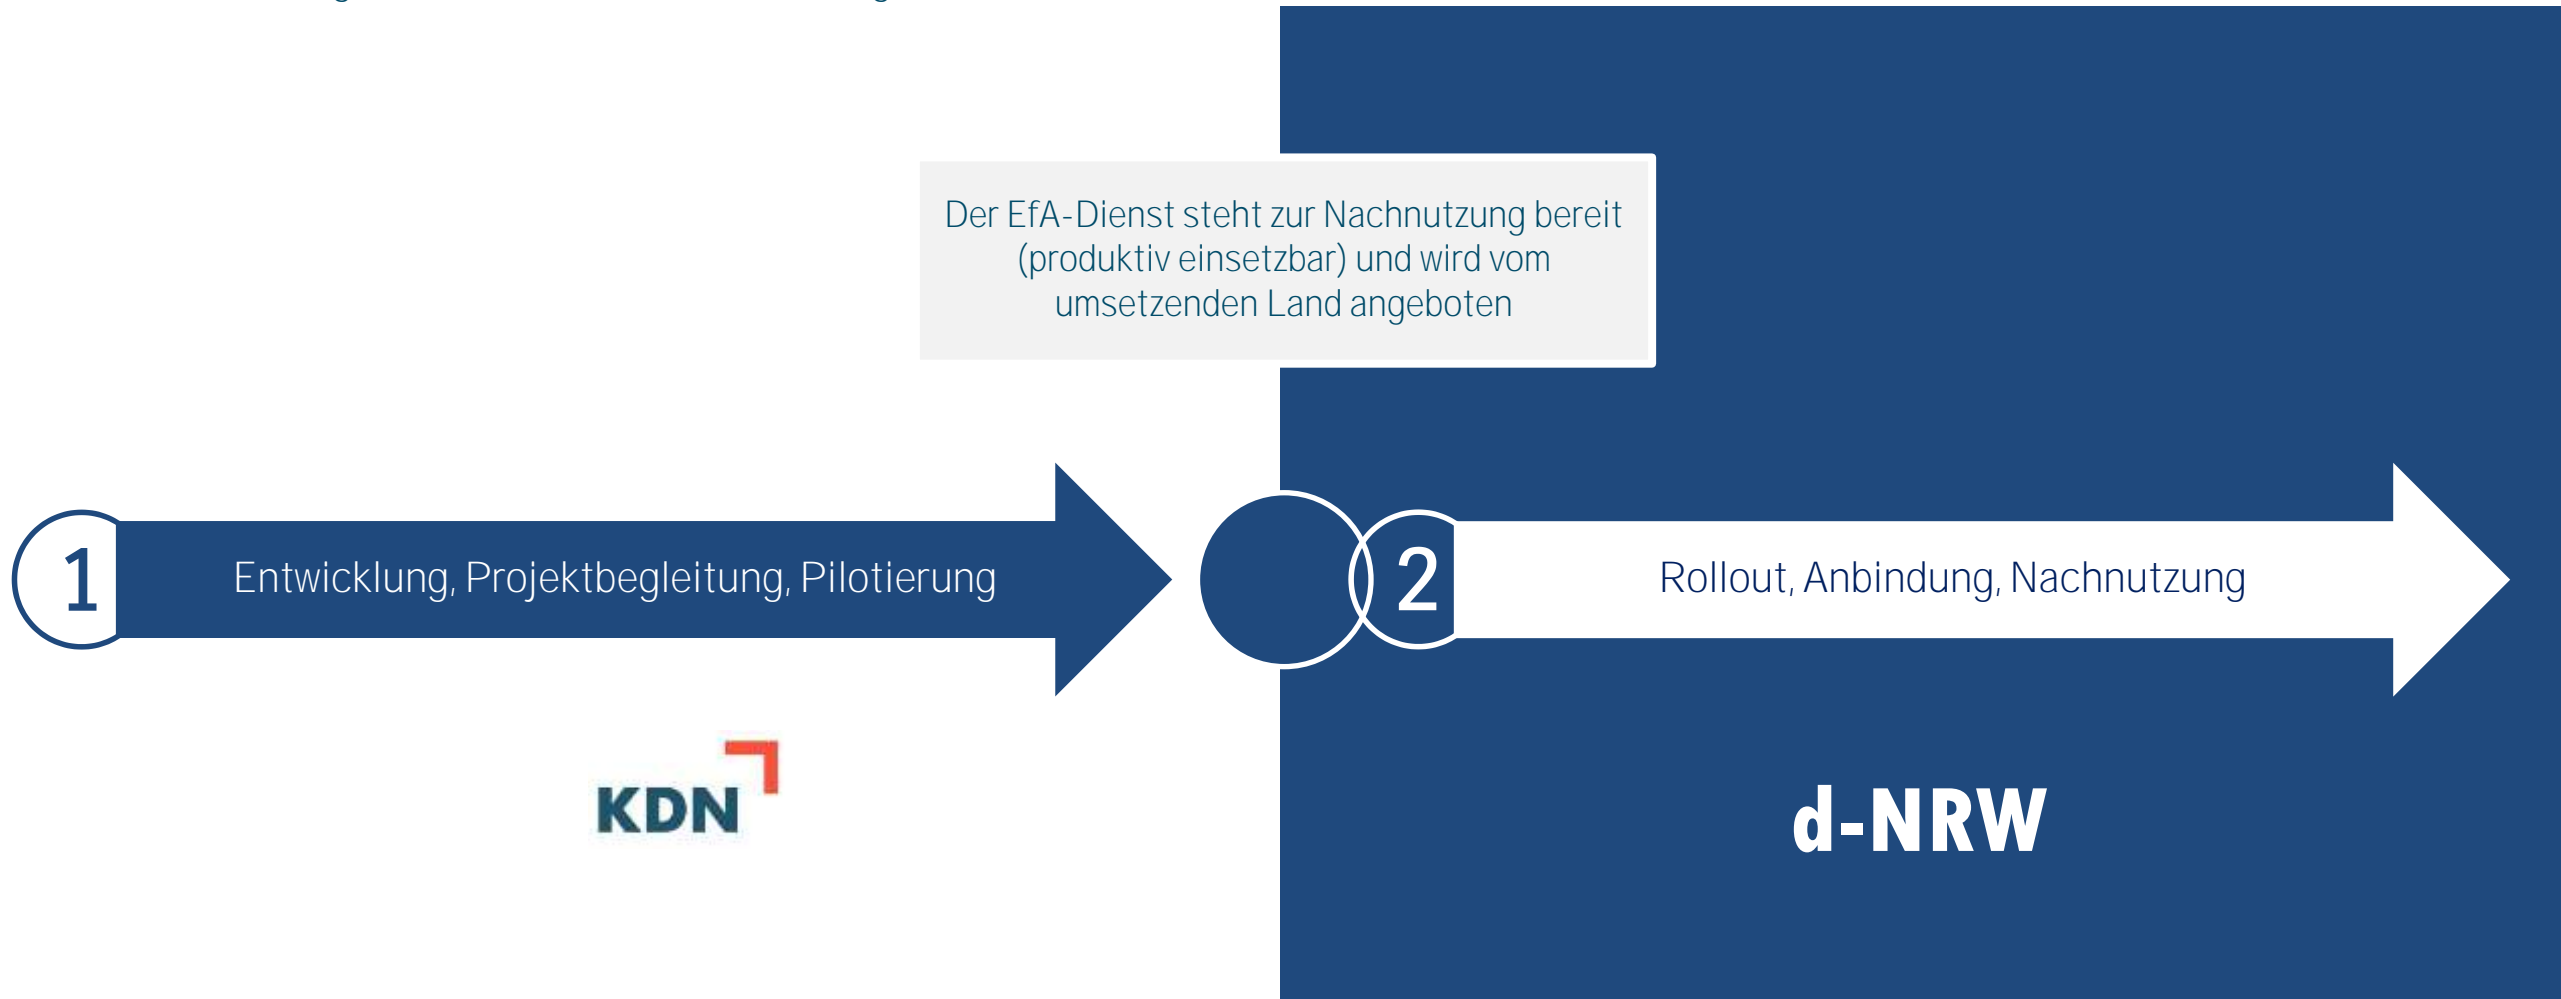 Der EfA-Dienst steht zur Nachnutzung bereit
(produktiv einsetzbar) und wird vom
umsetzenden Land angeboten
1
Entwicklung, Projektbegleitung, Pilotierung
2
Rollout, Anbindung, Nachnutzung
KDN
d-NRW